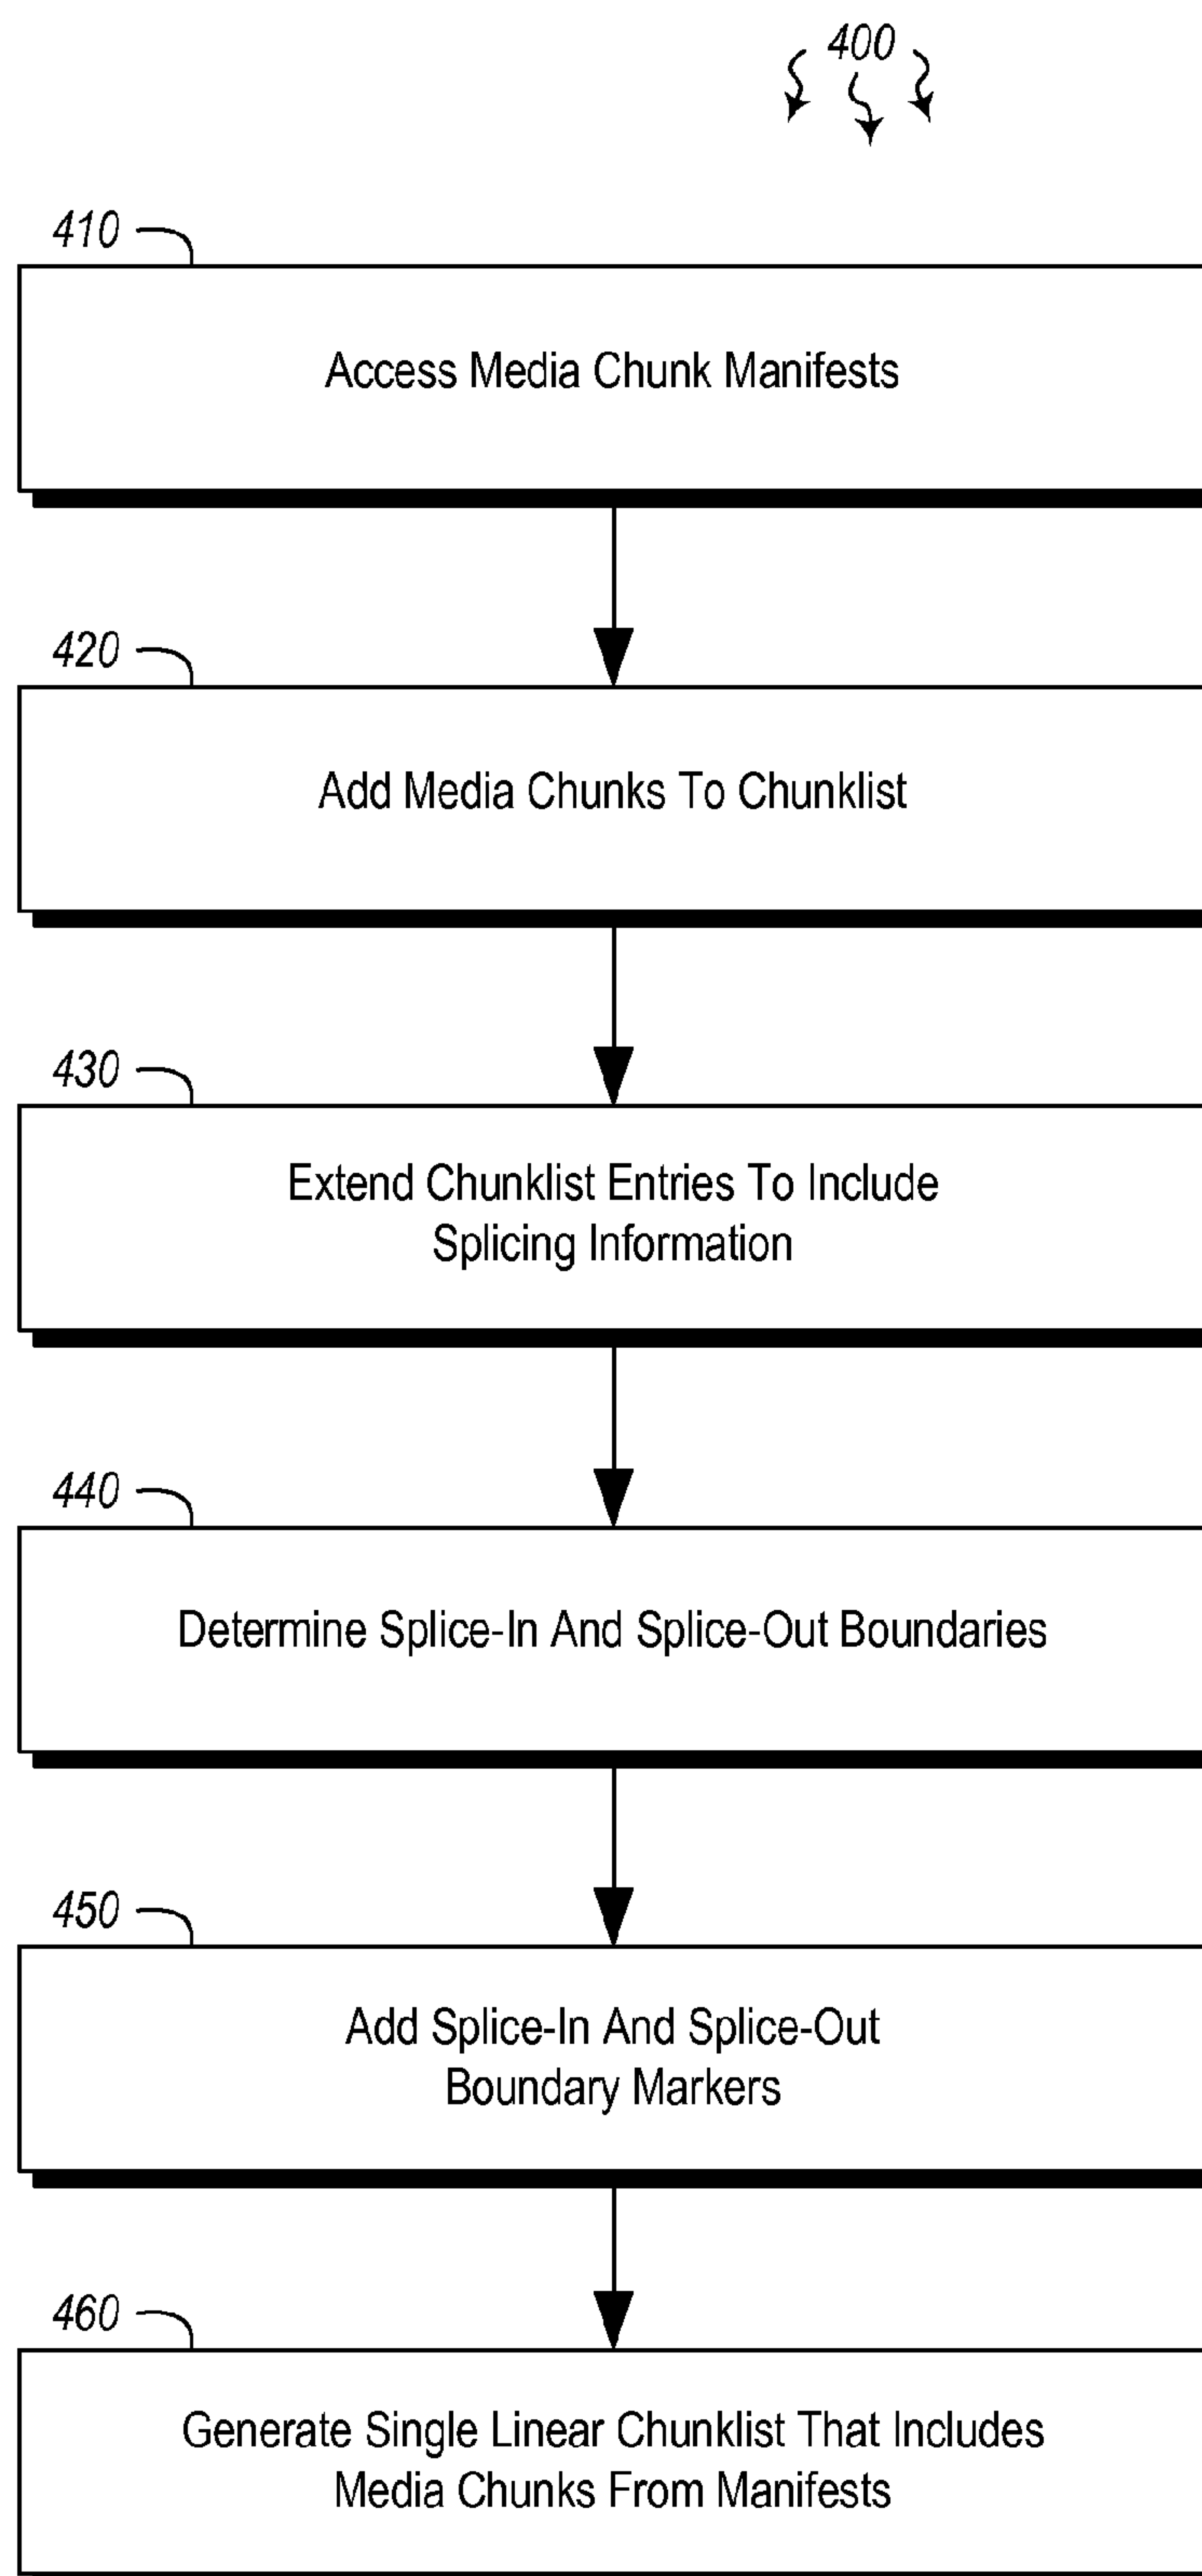 400
410
Access Media Chunk Manifests
420
Add Media Chunks To Chunklist
430
Extend Chunklist Entries To Include
Splicing Information
440
Determine Splice-In And Splice-Out Boundaries
450
Add Splice-In And Splice-Out
Boundary Markers
460
Generate Single Linear Chunklist That Includes
Media Chunks From Manifests